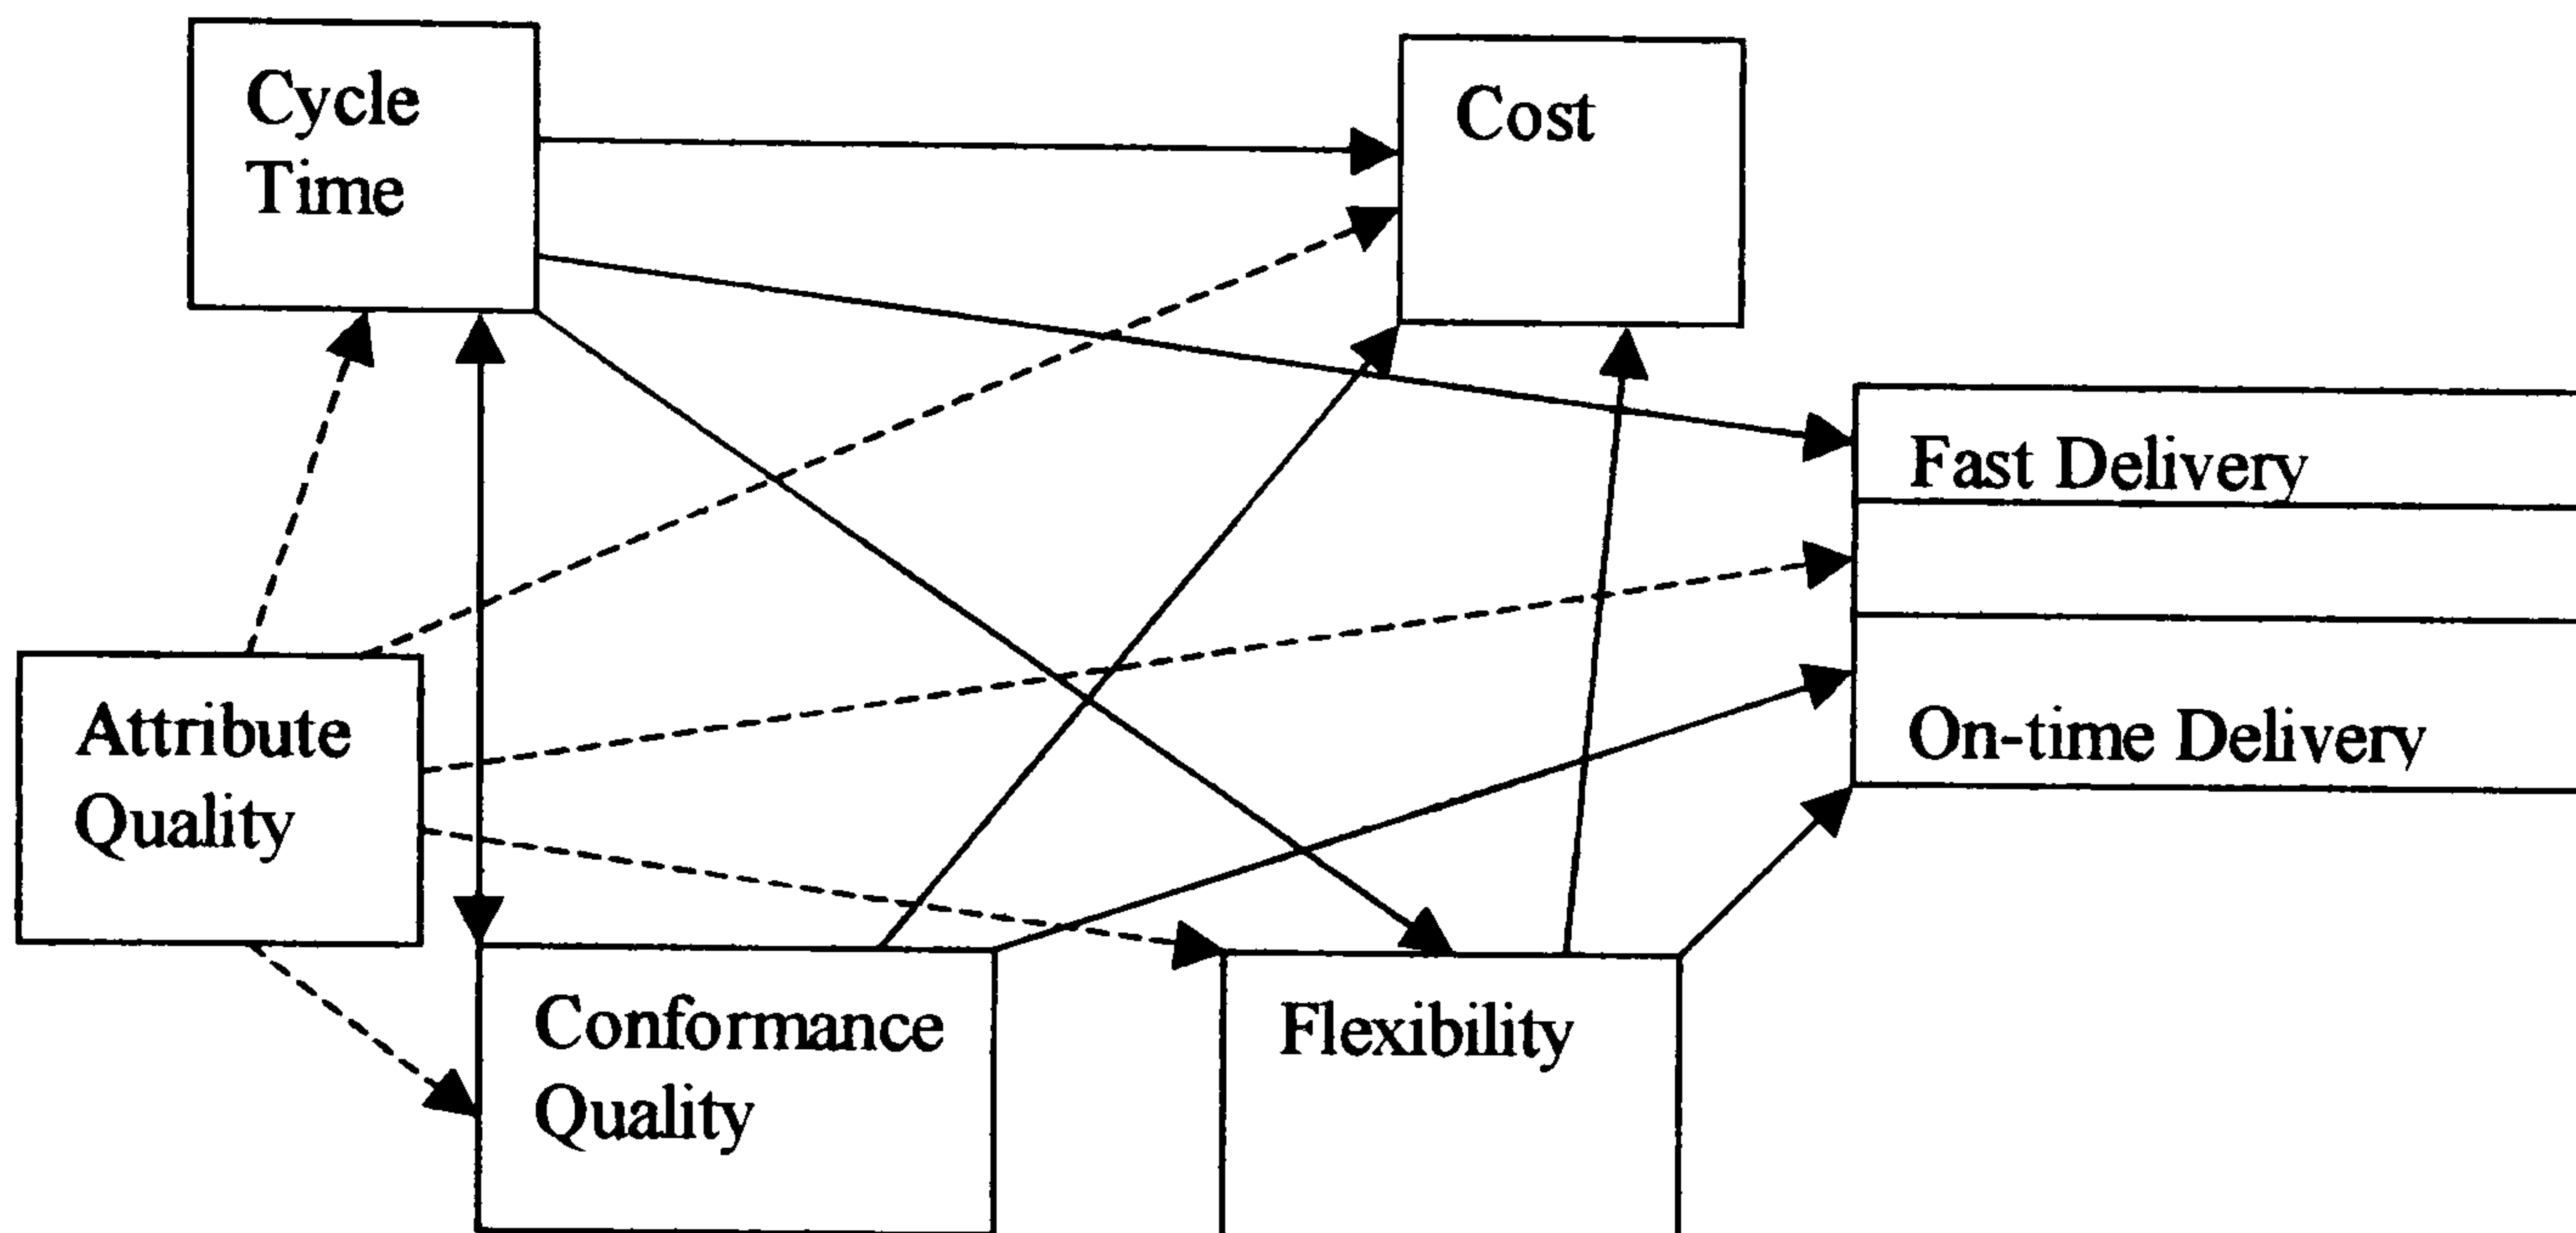 Cycle
Time
Cost
Fast Delivery
Attribute
Quality
On-time Delivery
Conformance
Quality
Flexibility